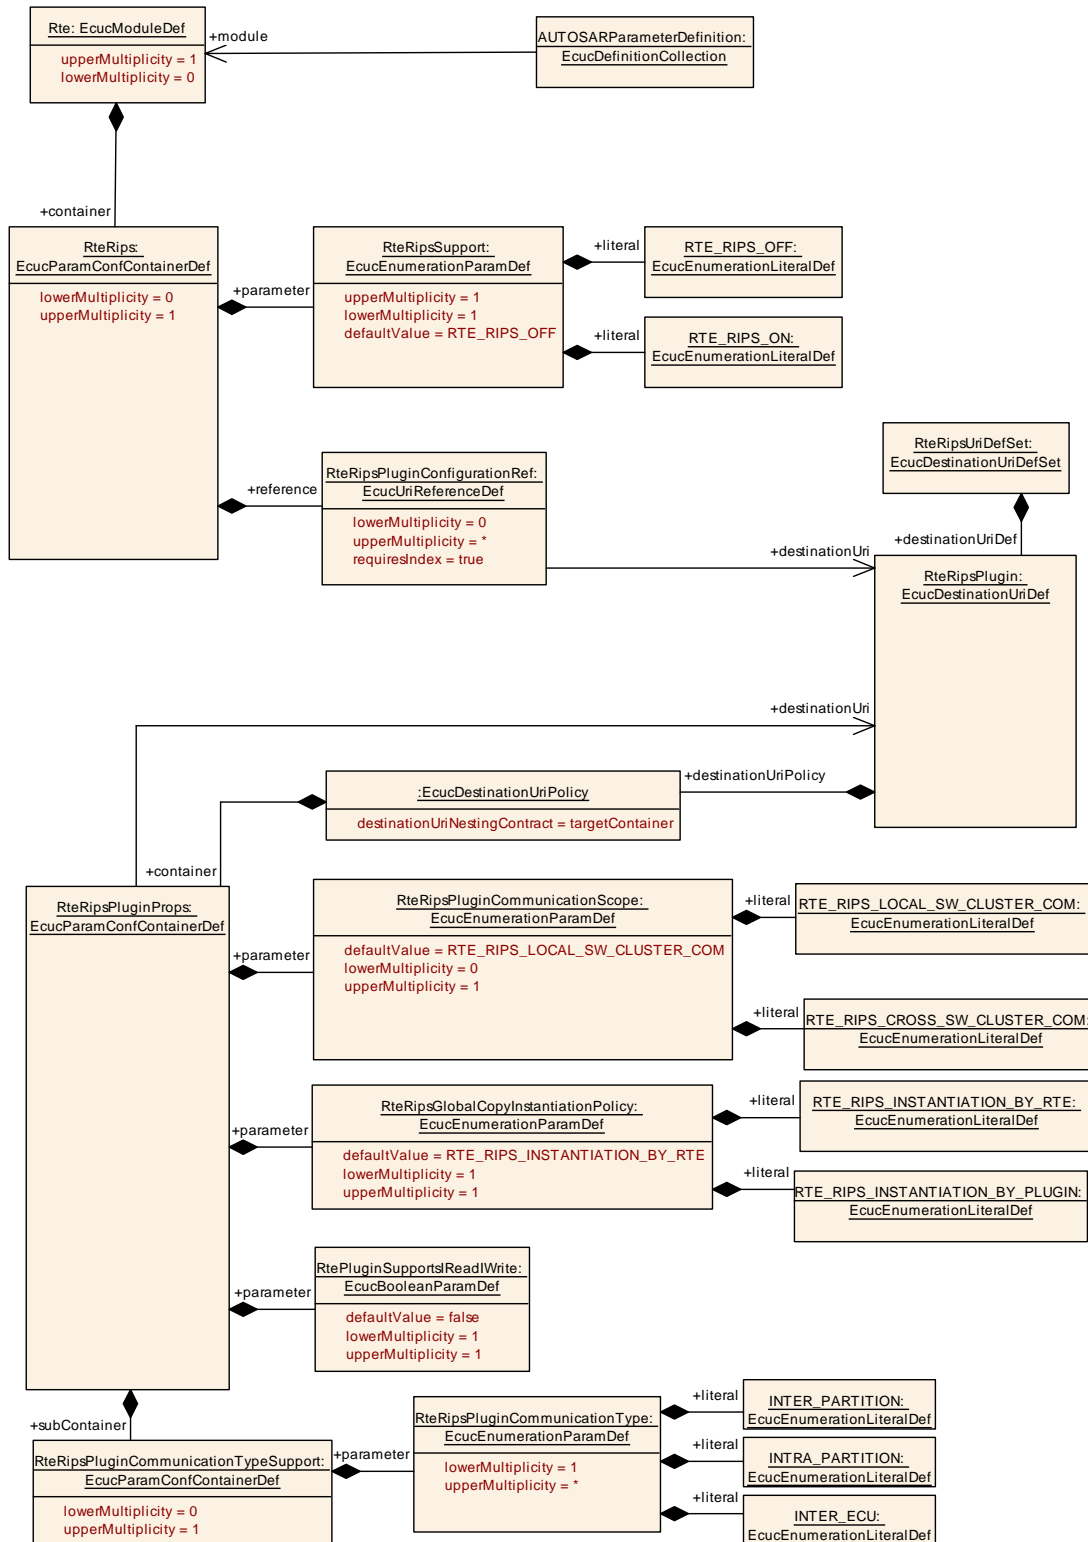 Rte: EcucModuleDef
upperMultiplicity = 1
lowerMultiplicity = 0
+module
AUTOSARParameterDefinition:
EcucDefinitionCollection
+container
RteRips:
EcucParamConfContainerDef
lowerMultiplicity = 0
upperMultiplicity = 1
+parameter
RteRipsSupport:
EcucEnumerationParamDef
upperMultiplicity = 1
lowerMultiplicity = 1
defaultValue = RTE_RIPS_OFF
+literal
RTE_RIPS_OFF:
EcucEnumerationLiteralDef
+literal
RTE_RIPS_ON:
EcucEnumerationLiteralDef
+reference
RteRipsPluginConfigurationRef:
EcucUriReferenceDef
lowerMultiplicity = 0
upperMultiplicity = *
requiresIndex = true
RteRipsUriDefSet:
EcucDestinationUriDefSet
+destinationUriDef
+destinationUri
RteRipsPlugin:
EcucDestinationUriDef
+destinationUri
+destinationUriPolicy
:EcucDestinationUriPolicy
destinationUriNestingContract = targetContainer
+container
RteRipsPluginProps:
EcucParamConfContainerDef
+parameter
RteRipsPluginCommunicationScope:
EcucEnumerationParamDef
defaultValue = RTE_RIPS_LOCAL_SW_CLUSTER_COM
lowerMultiplicity = 0
upperMultiplicity = 1
+literal
RTE_RIPS_LOCAL_SW_CLUSTER_COM:
EcucEnumerationLiteralDef
+literal
RTE_RIPS_CROSS_SW_CLUSTER_COM:
EcucEnumerationLiteralDef
+parameter
RteRipsGlobalCopyInstantiationPolicy:
EcucEnumerationParamDef
defaultValue = RTE_RIPS_INSTANTIATION_BY_RTE
lowerMultiplicity = 1
upperMultiplicity = 1
+literal
RTE_RIPS_INSTANTIATION_BY_RTE:
EcucEnumerationLiteralDef
+literal
RTE_RIPS_INSTANTIATION_BY_PLUGIN:
EcucEnumerationLiteralDef
+parameter
RtePluginSupportsIReadIWrite:
EcucBooleanParamDef
defaultValue = false
lowerMultiplicity = 1
upperMultiplicity = 1
+subContainer
RteRipsPluginCommunicationTypeSupport:
EcucParamConfContainerDef
lowerMultiplicity = 0
upperMultiplicity = 1
+parameter
RteRipsPluginCommunicationType:
EcucEnumerationParamDef
lowerMultiplicity = 1
upperMultiplicity = *
+literal
INTER_PARTITION:
EcucEnumerationLiteralDef
+literal
INTRA_PARTITION:
EcucEnumerationLiteralDef
+literal
INTER_ECU:
EcucEnumerationLiteralDef